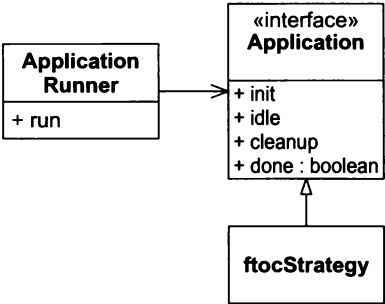 Application
Runner
+ run
«interface»
Application
+ init
+ idle
+ cleanup
+ done : boolean
ftocStrategy